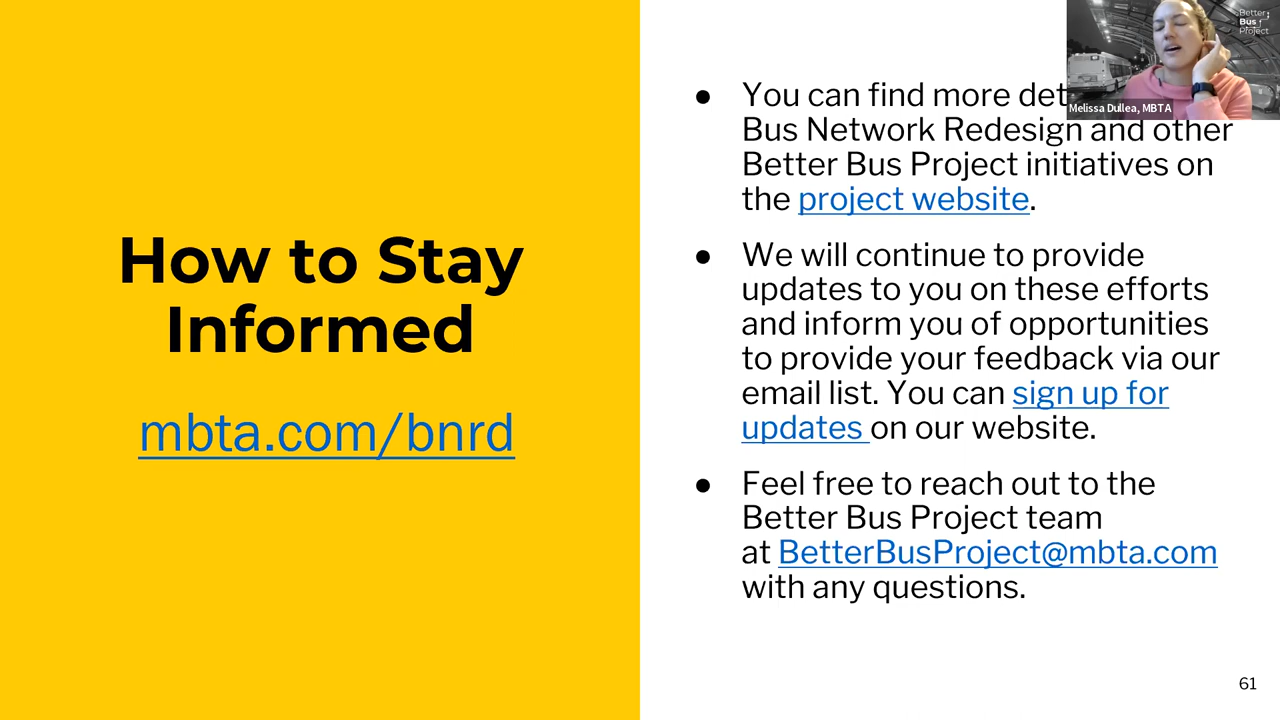 How to Stay
Informed
mbta.com/bnrd
● You can find more
Bus Network Redesign and other
Better Bus Project initiatives on
the project website.
● We will continue to provide
updates to you on these efforts
and inform you of opportunities
to provide your feedback via our
email list. You can sign up for
updates on our website.
● Feel free to reach out to the
Better Bus Project team
at BetterBusProject@mbta.com
with any questions.
Better
Bus
Project
Melissa Dullea, MBTA
61